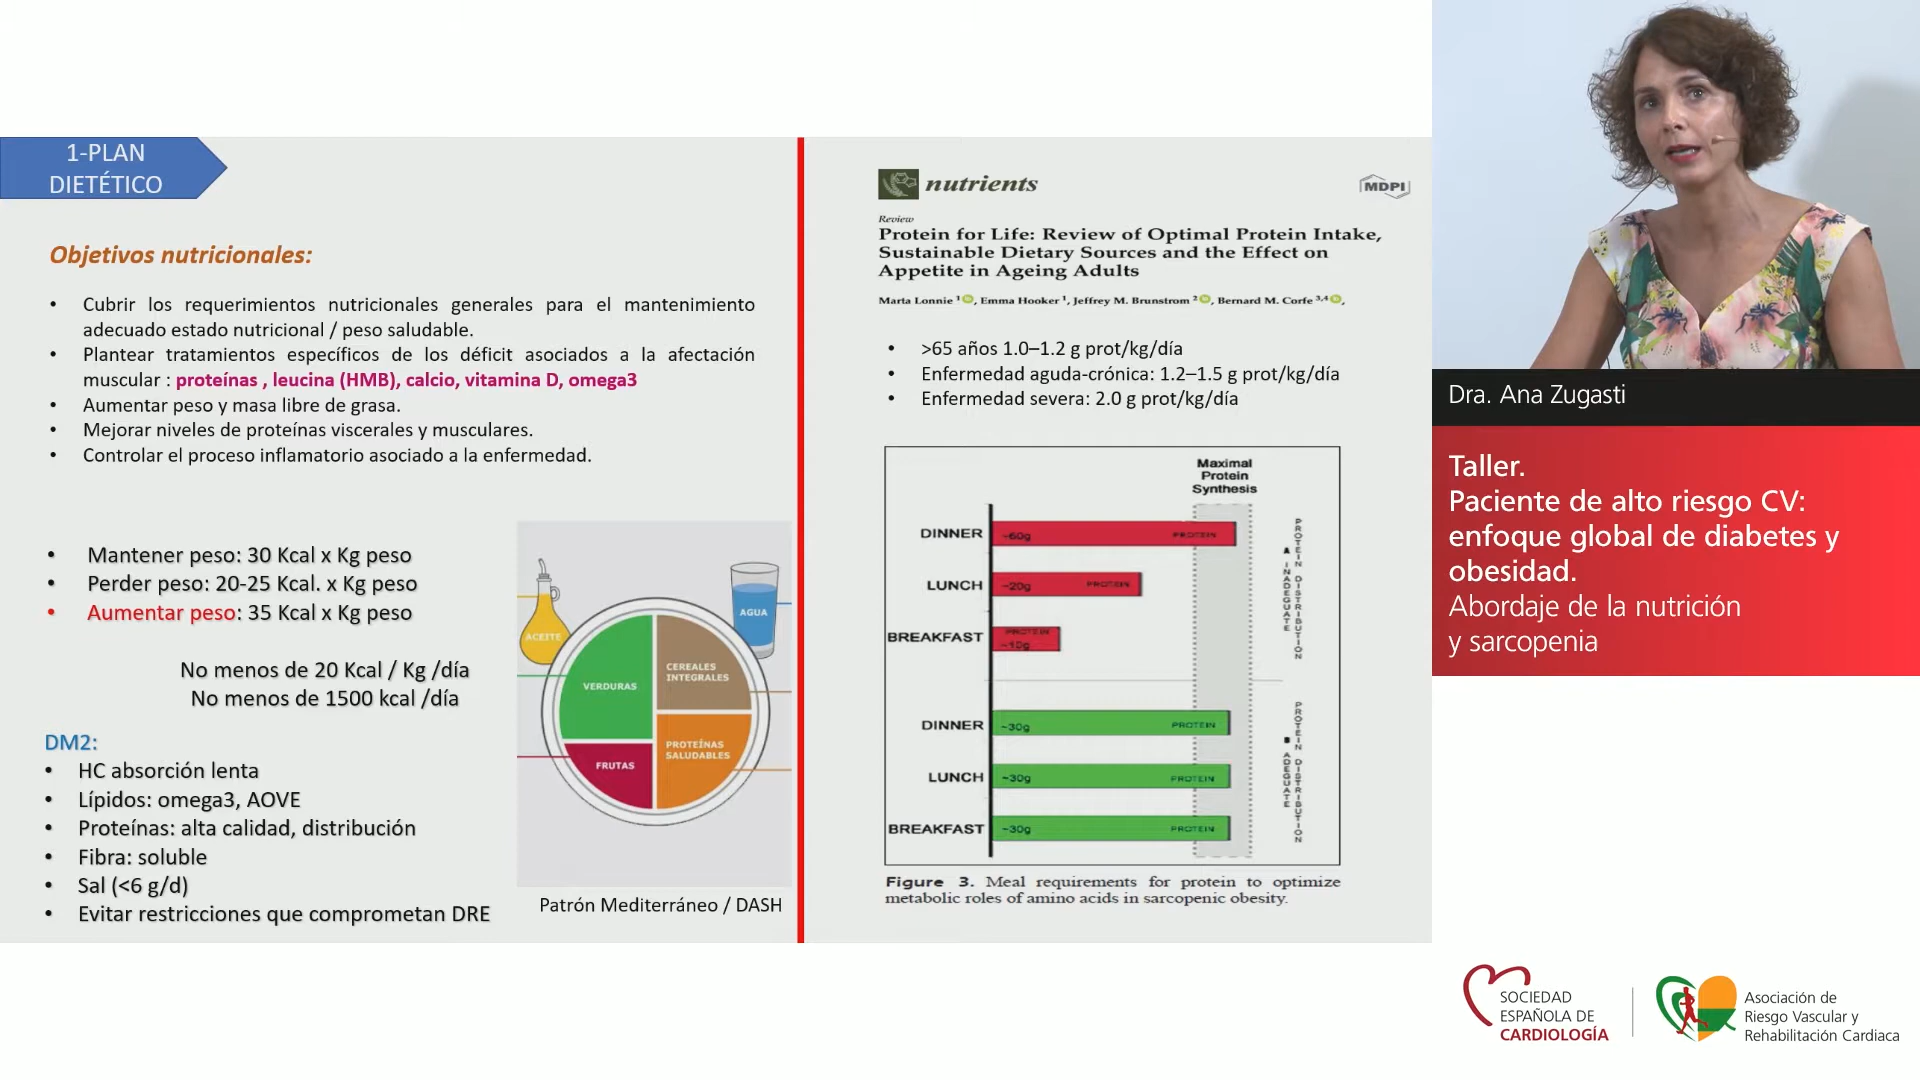 1-PLAN
DIETÉTICO
Objetivos nutricionales:
• Cubrir los requerimientos nutricionales generales para el mantenimiento
adecuado estado nutricional / peso saludable.
• Plantear tratamientos específicos de los déficit asociados a la afectación
muscular : proteínas , leucina (HMB), calcio, vitamina D, omega3
• Aumentar peso y masa libre de grasa.
• Mejorar niveles de proteínas viscerales y musculares.
• Controlar el proceso inflamatorio asociado a la enfermedad.
• Mantener peso: 30 Kcal x Kg peso
• Perder peso: 20-25 Kcal. x Kg peso
• Aumentar peso: 35 Kcal x Kg peso
No menos de 20 Kcal / Kg /día
No menos de 1500 kcal /día
DM2:
• HC absorción lenta
• Lípidos: omega3, AOVE
• Proteínas: alta calidad, distribución
• Fibra: soluble
• Sal (<6 g/d)
• Evitar restricciones que comprometan DRE
ACEITE
AGUA
VERDURAS
CEREALES
INTEGRALES
FRUTAS
PROTEÍNAS
SALUDABLES
Patrón Mediterráneo / DASH
nutrients
MDPI
Review
Protein for Life: Review of Optimal Protein Intake,
Sustainable Dietary Sources and the Effect on
Appetite in Ageing Adults
Marta Lonnie 1, Emma Hooker 1, Jeffrey M. Brunstrom 2, Bernard M. Corfe 3,4,
• >65 años 1.0–1.2 g prot/kg/día
• Enfermedad aguda-crónica: 1.2–1.5 g prot/kg/día
• Enfermedad severa: 2.0 g prot/kg/día
Maximal
Protein
Synthesis
DINNER ~60g PROTEIN
LUNCH ~20g PROTEIN
BREAKFAST PROTEIN ~10g
A INADEGUATE
PROTEIN DISTRIBUTION
DINNER ~30g PROTEIN
LUNCH ~30g PROTEIN
BREAKFAST ~30g PROTEIN
ADEGUATE
PROTEIN DISTRIBUTION
Figure 3. Meal requirements for protein to optimize
metabolic roles of amino acids in sarcopenic obesity.
Dra. Ana Zugasti
Taller.
Paciente de alto riesgo CV:
enfoque global de diabetes y
obesidad.
Abordaje de la nutrición
y sarcopenia
SOCIEDAD
ESPAÑOLA DE
CARDIOLOGÍA
Asociación de
Riesgo Vascular y
Rehabilitación Cardiaca